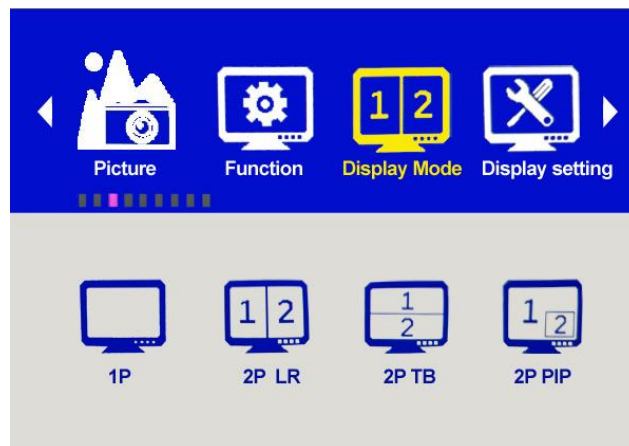 1 2
Picture Function Display Mode Display setting
1 2 1 2 1 2
1P 2P LR 2P TB 2P PIP